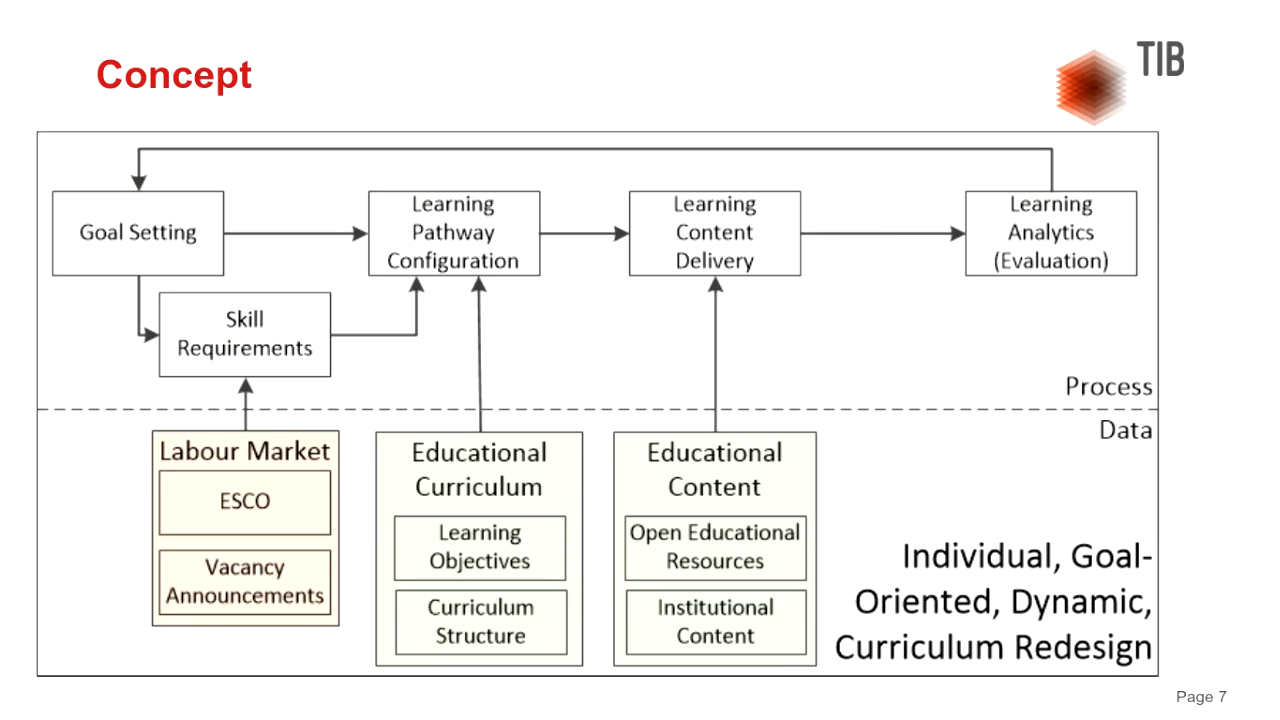 Concept
TIB
Goal Setting
Learning
Pathway
Configuration
Learning
Content
Delivery
Learning
Analytics
(Evaluation)
Skill
Requirements
Process
Data
Labour Market
ESCO
Vacancy
Announcements
Educational
Curriculum
Learning
Objectives
Curriculum
Structure
Educational
Content
Open Educational
Resources
Institutional
Content
Individual, Goal-
Oriented, Dynamic,
Curriculum Redesign
Page 7